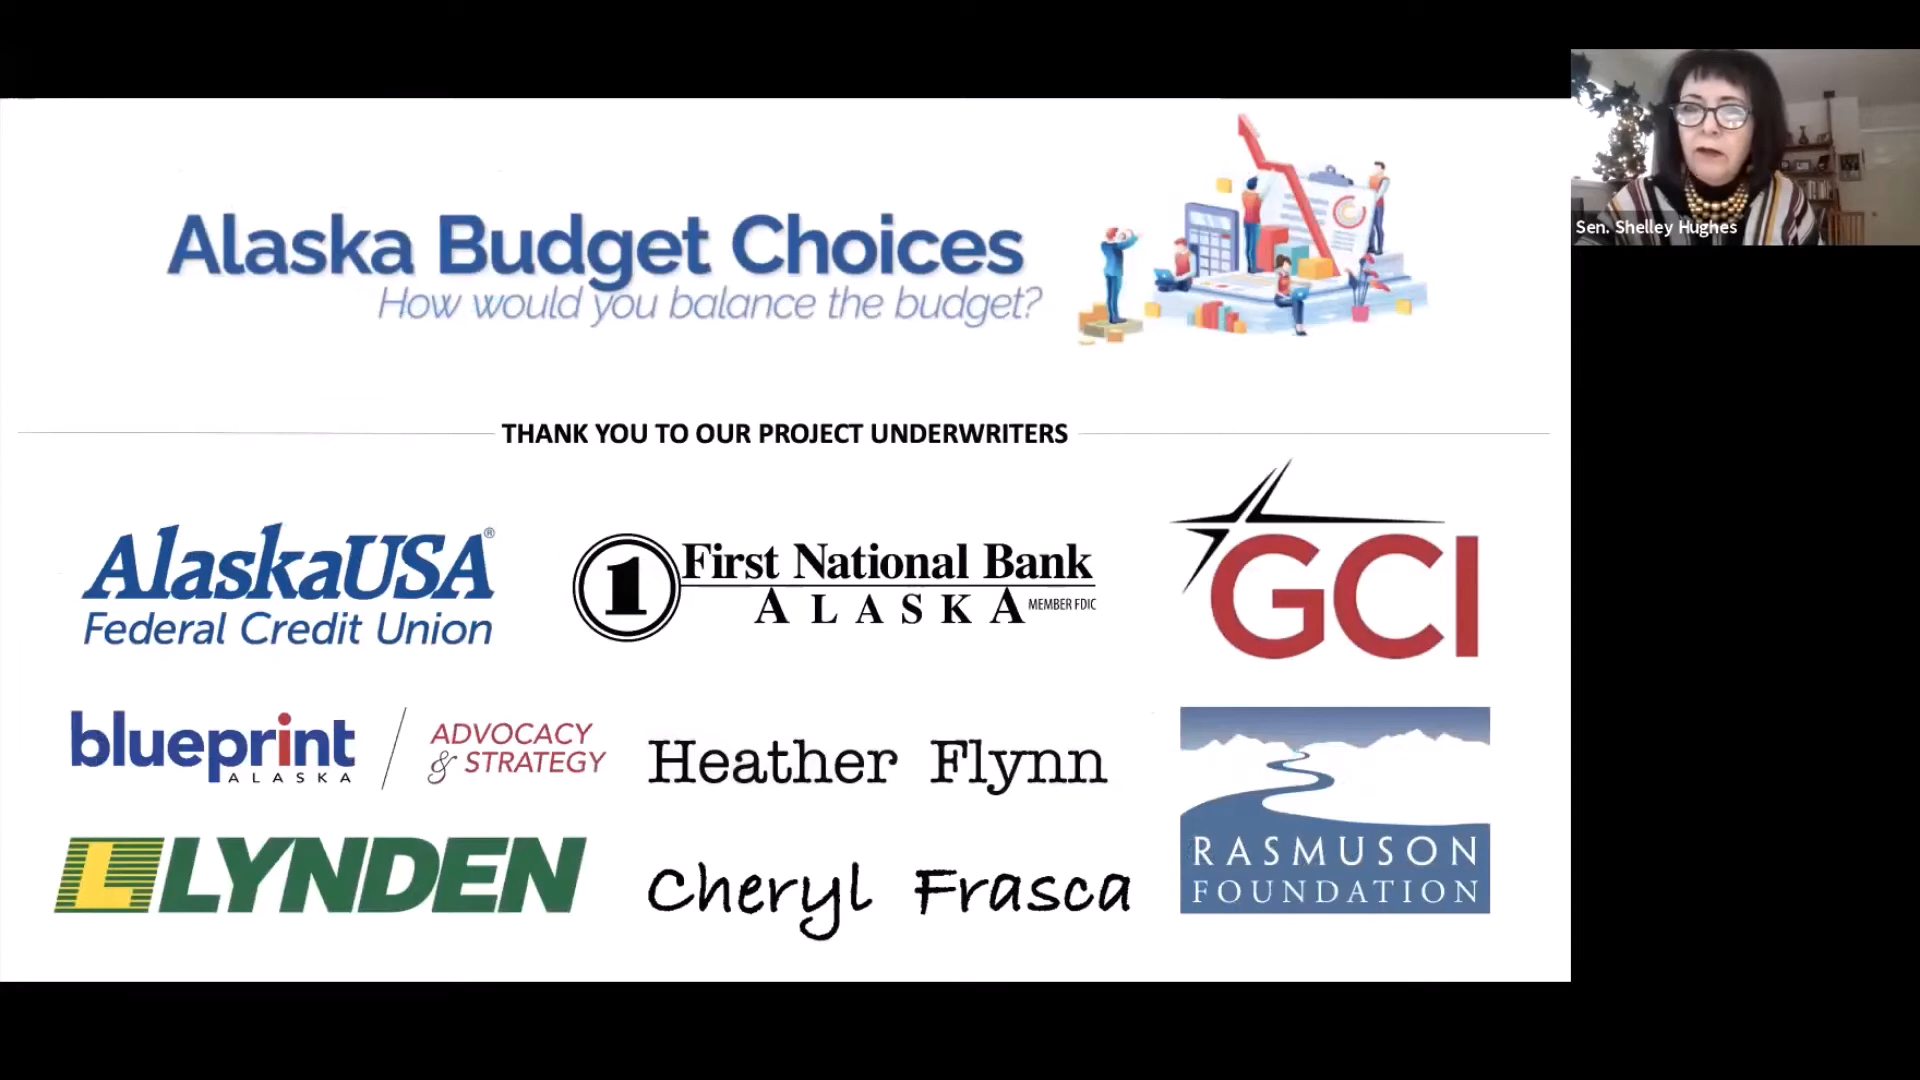 Alaska Budget Choices
How would you balance the budget?
Sen. Shelley Hughes
THANK YOU TO OUR PROJECT UNDERWRITERS
AlaskaUSA®
Federal Credit Union
1 First National Bank
ALASKA MEMBER FDIC
GCI
blueprint
ALASKA
ADVOCACY
& STRATEGY
Heather Flynn
RASMUSON
FOUNDATION
L LYNDEN
Cheryl Frasca